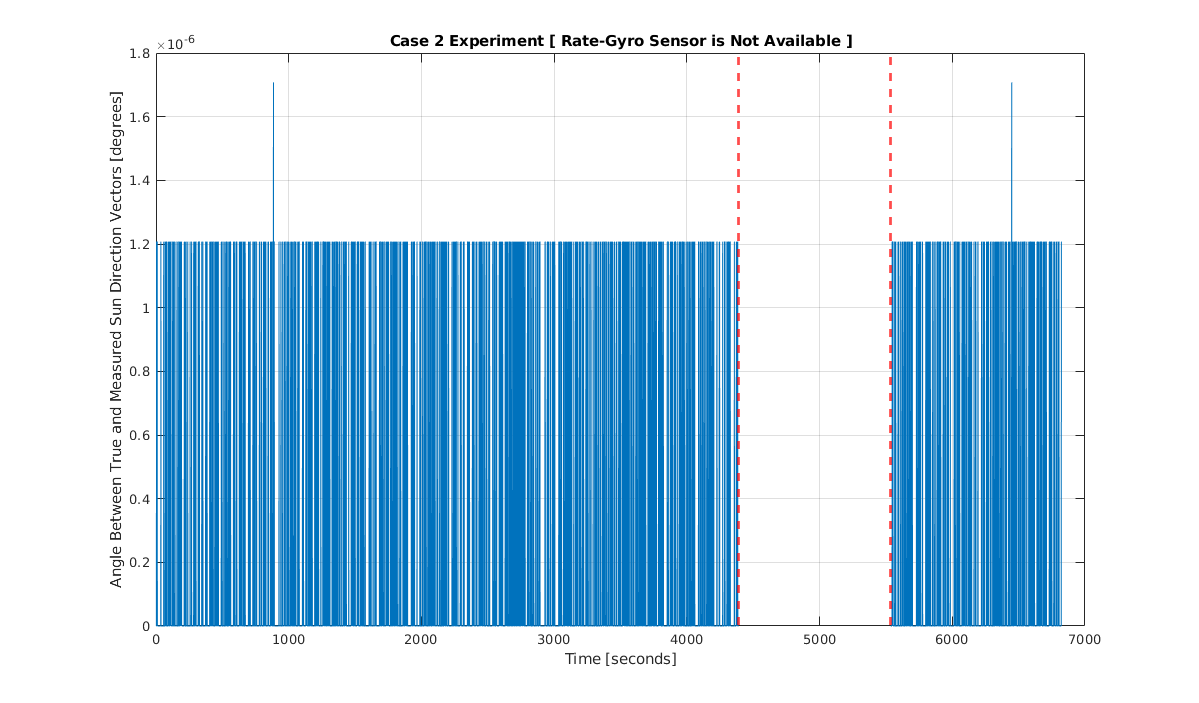 Case 2 Experiment [ Rate-Gyro Sensor is Not Available ]
×10-6
1.8
1.6
1.4
1.2
1
0.8
0.6
0.4
0.2
0
Angle Between True and Measured Sun Direction Vectors [degrees]
0 1000 2000 3000 4000 5000 6000 7000
Time [seconds]